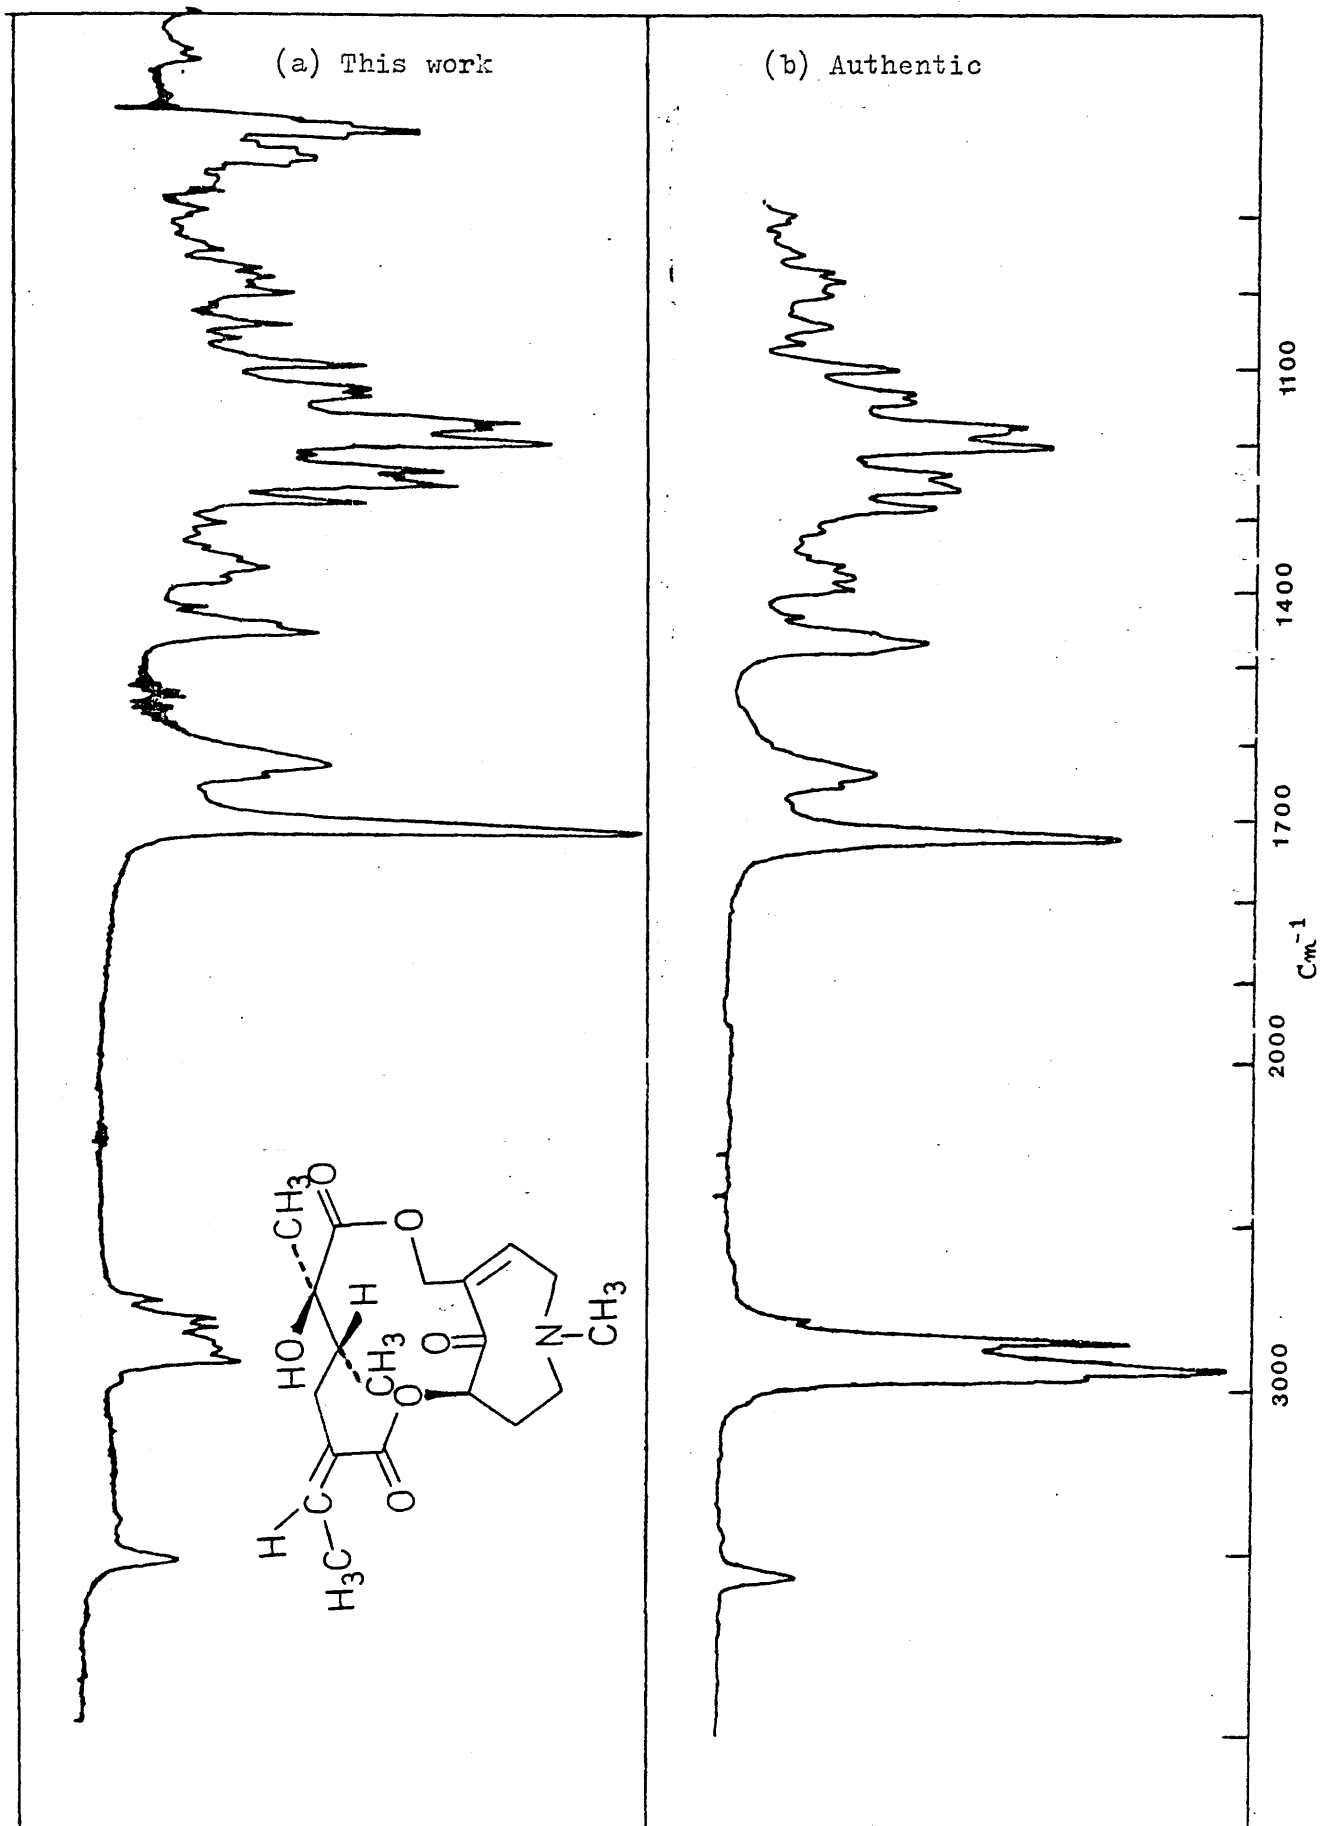 (a) This work
(b) Authentic
1100
1400
1700
Cm⁻¹
2000
3000
CH₃
O
O
HO
H
CH₃
O
O
N
CH₃
H
C
H₃C
O